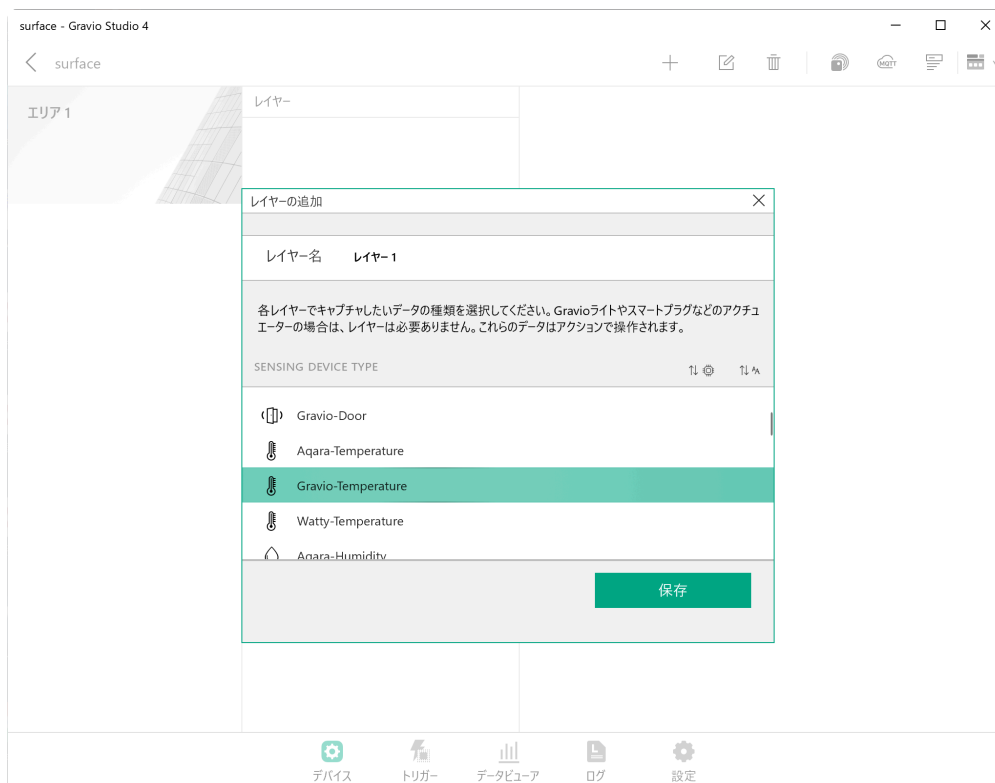 surface - Gravio Studio 4
surface
MQTT
エリア 1
レイヤー
レイヤーの追加
レイヤー名 レイヤー 1
各レイヤーでキャプチャしたいデータの種類を選択してください。Gravioライトやスマートプラグなどのアクチュ
エーターの場合は、レイヤーは必要ありません。これらのデータはアクションで操作されます。
SENSING DEVICE TYPE
Gravio-Door
Aqara-Temperature
Gravio-Temperature
Watty-Temperature
Aqara-Humidity
保存
デバイス トリガー データビューア ログ 設定